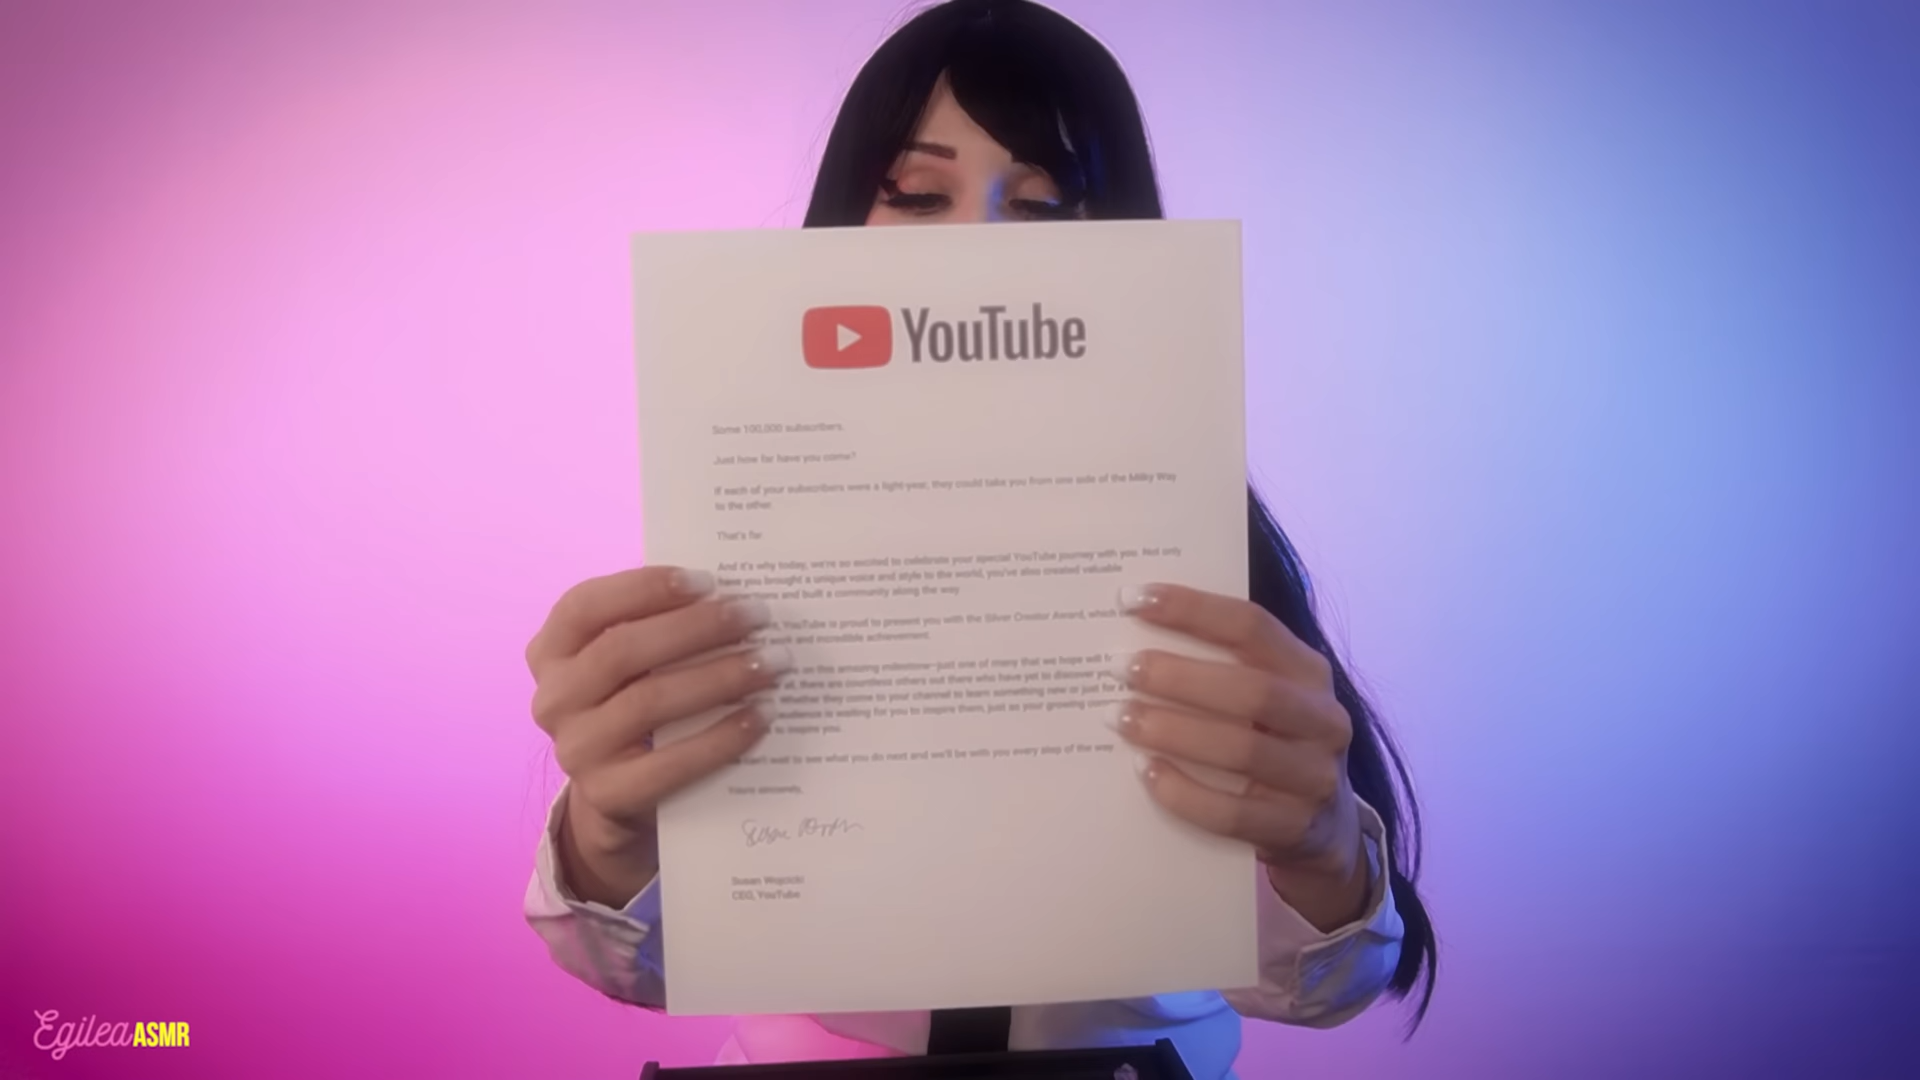 YouTube
Some 100,000 subscribers.
Just how far have you come?
If each of your subscribers were a light-year, they could take you from one side of the Milky Way
to the other.
That's far.
And it's why today, we're so excited to celebrate your special YouTube journey with you. Not only
have you brought a unique voice and style to the world, you've also created valuable
and built a community along the way.
YouTube is proud to present you with the Silver Creator Award, which
work and incredible achievement.
on this amazing milestone—just one of many that we hope will
all, there are countless others out there who have yet to discover
Whether they come to your channel to learn something new or just for a
audience is waiting for you to inspire them, just as your growing
to inspire you.
wait to see what you do next and we'll be with you every step of the way.
Yours sincerely,
Susan Wojcicki
CEO, YouTube
EgileaASMR